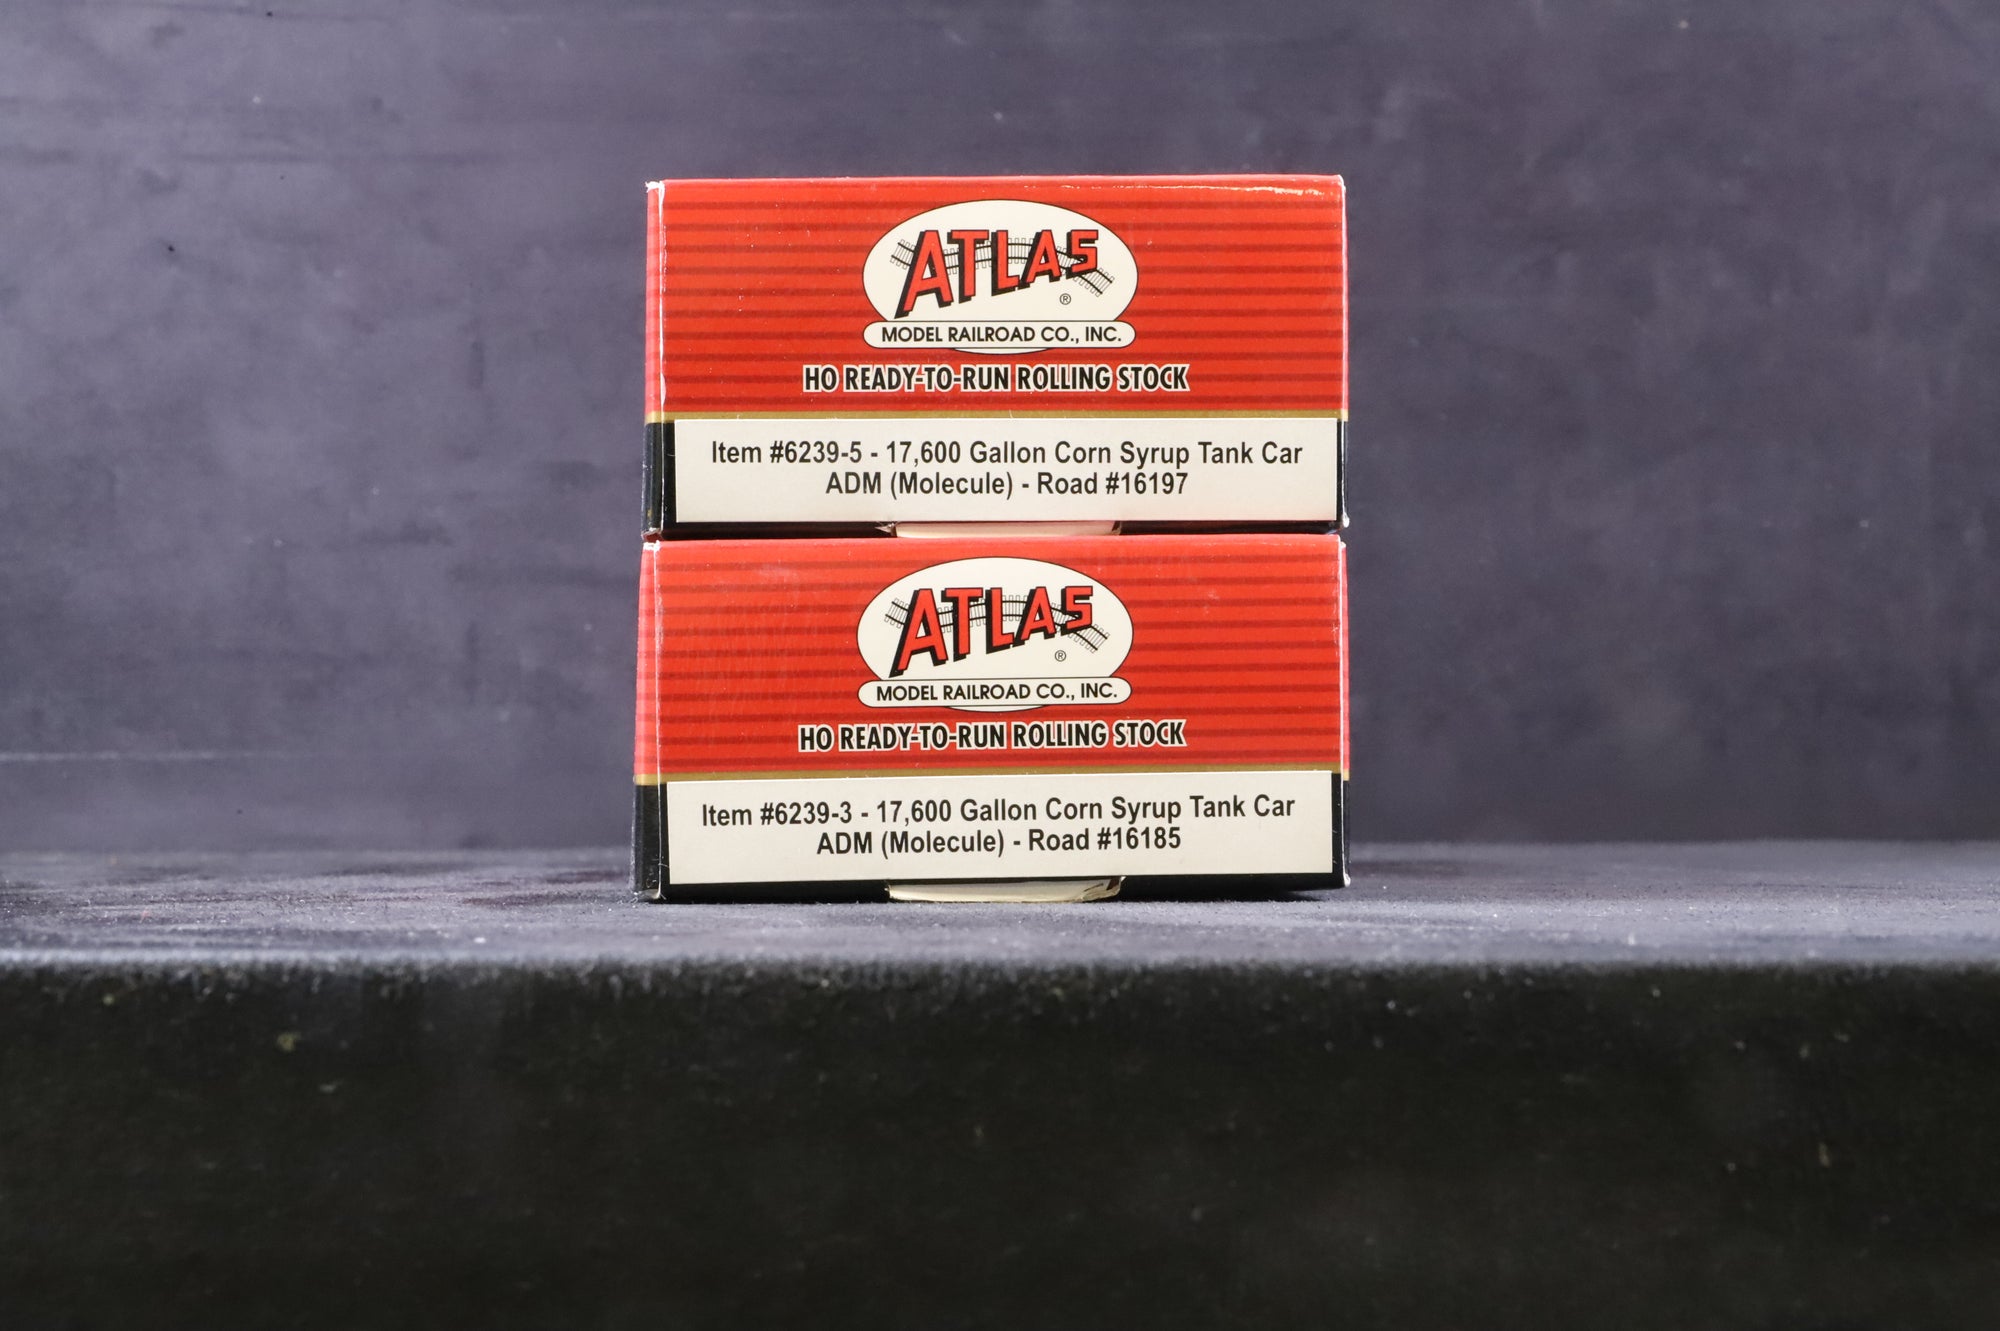 ATLAS ®
MODEL RAILROAD CO., INC.
HO READY-TO-RUN ROLLING STOCK
Item #6239-5 - 17,600 Gallon Corn Syrup Tank Car
ADM (Molecule) - Road #16197
ATLAS ®
MODEL RAILROAD CO., INC.
HO READY-TO-RUN ROLLING STOCK
Item #6239-3 - 17,600 Gallon Corn Syrup Tank Car
ADM (Molecule) - Road #16185